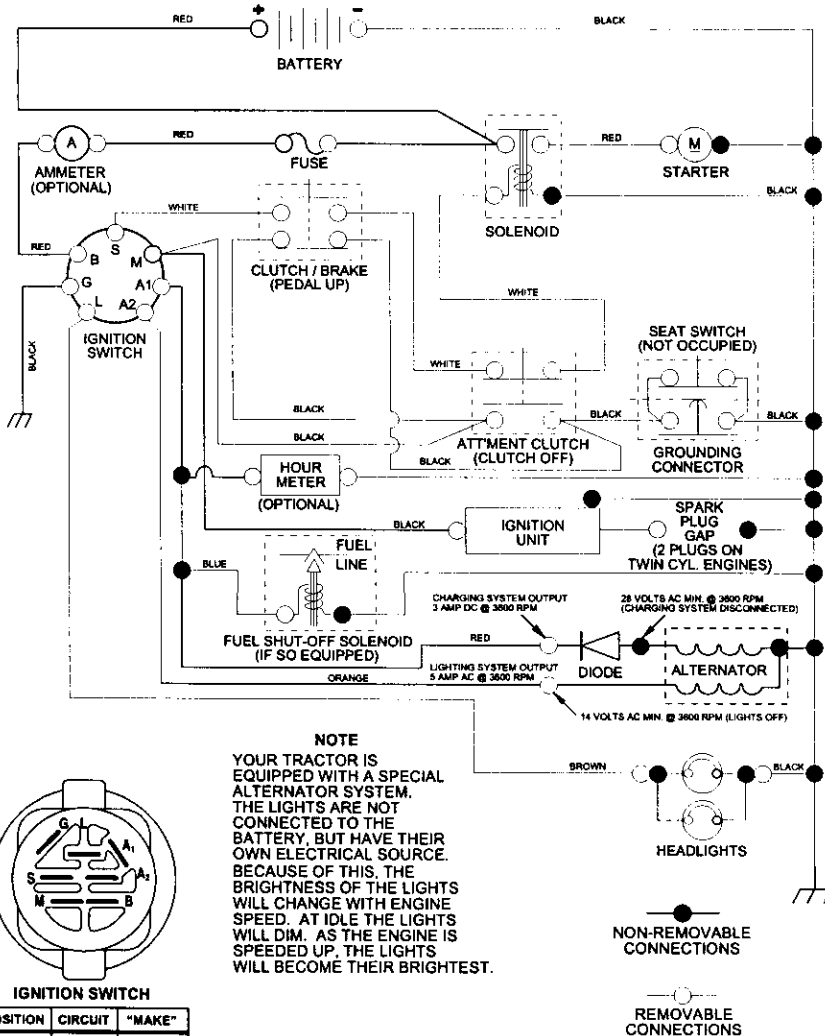 RED
+
-
BLACK
BATTERY
A
RED
FUSE
AMMETER
(OPTIONAL)
RED
M
STARTER
BLACK
SOLENOID
WHITE
CLUTCH / BRAKE
(PEDAL UP)
RED
S
B
M
G
A1
L
A2
IGNITION
SWITCH
BLACK
WHITE
WHITE
SEAT SWITCH
(NOT OCCUPIED)
BLACK
BLACK
BLACK
BLACK
BLACK
ATT'MENT CLUTCH
(CLUTCH OFF)
GROUNDING
CONNECTOR
HOUR
METER
(OPTIONAL)
BLACK
IGNITION
UNIT
SPARK
PLUG
GAP
(2 PLUGS ON
TWIN CYL. ENGINES)
BLUE
FUEL
LINE
FUEL SHUT-OFF SOLENOID
(IF SO EQUIPPED)
CHARGING SYSTEM OUTPUT
3 AMP DC @ 3600 RPM
28 VOLTS AC MIN. @ 3600 RPM
(CHARGING SYSTEM DISCONNECTED)
RED
DIODE
ALTERNATOR
ORANGE
LIGHTING SYSTEM OUTPUT
5 AMP AC @ 3600 RPM
14 VOLTS AC MIN. @ 3600 RPM (LIGHTS OFF)
BROWN
BLACK
HEADLIGHTS
NOTE
YOUR TRACTOR IS
EQUIPPED WITH A SPECIAL
ALTERNATOR SYSTEM.
THE LIGHTS ARE NOT
CONNECTED TO THE
BATTERY, BUT HAVE THEIR
OWN ELECTRICAL SOURCE.
BECAUSE OF THIS, THE
BRIGHTNESS OF THE LIGHTS
WILL CHANGE WITH ENGINE
SPEED. AT IDLE THE LIGHTS
WILL DIM. AS THE ENGINE IS
SPEEDED UP, THE LIGHTS
WILL BECOME THEIR BRIGHTEST.
G
L
A1
A2
S
M
B
IGNITION SWITCH
OSITION CIRCUIT "MAKE"
NON-REMOVABLE
CONNECTIONS
REMOVABLE
CONNECTIONS